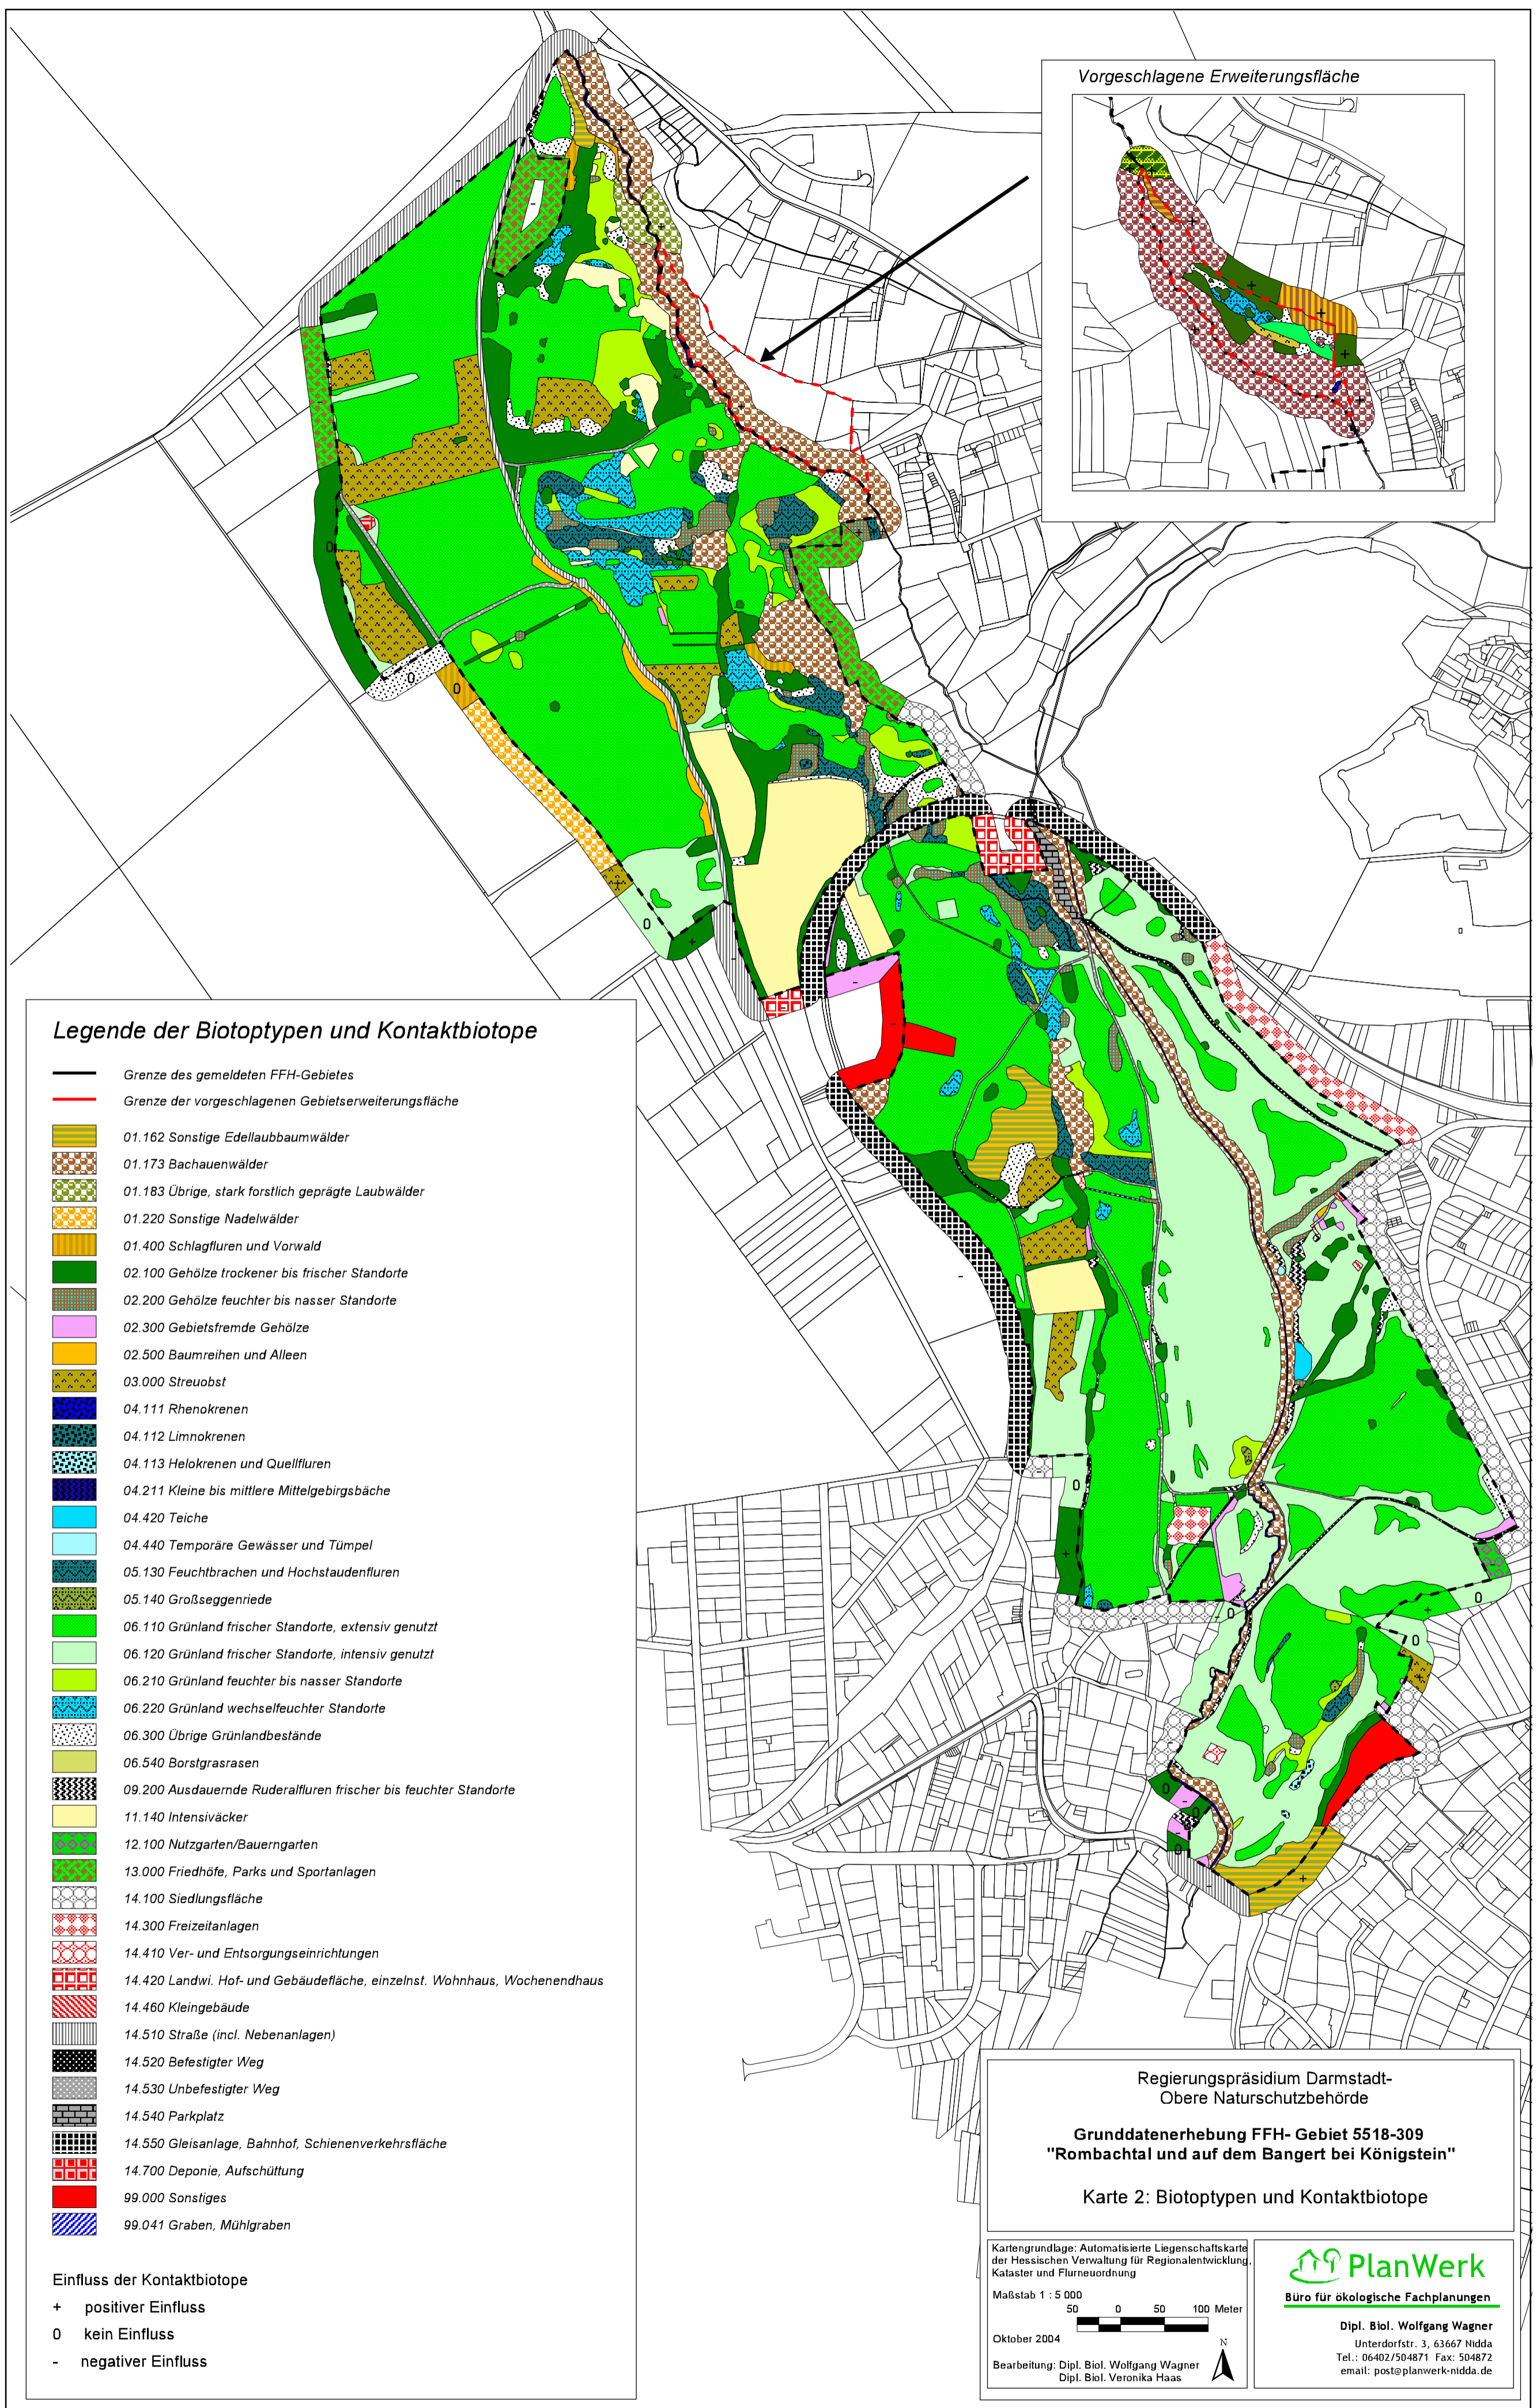 Vorgeschlagene Erweiterungsfläche
Legende der Biotoptypen und Kontaktbiotope
Grenze des gemeldeten FFH-Gebietes
Grenze der vorgeschlagenen Gebietserweiterungsfläche
01.162 Sonstige Edellaubbaumwälder
01.173 Bachauenwälder
01.183 Übrige, stark forstlich geprägte Laubwälder
01.220 Sonstige Nadelwälder
01.400 Schlagfluren und Vorwald
02.100 Gehölze trockener bis frischer Standorte
02.200 Gehölze feuchter bis nasser Standorte
02.300 Gebietsfremde Gehölze
02.500 Baumreihen und Alleen
03.000 Streuobst
04.111 Rhenokrenen
04.112 Limnokrenen
04.113 Helokrenen und Quellfluren
04.211 Kleine bis mittlere Mittelgebirgsbäche
04.420 Teiche
04.440 Temporäre Gewässer und Tümpel
05.130 Feuchtbrachen und Hochstaudenfluren
05.140 Großseggenriede
06.110 Grünland frischer Standorte, extensiv genutzt
06.120 Grünland frischer Standorte, intensiv genutzt
06.210 Grünland feuchter bis nasser Standorte
06.220 Grünland wechselfeuchter Standorte
06.300 Übrige Grünlandbestände
06.540 Borstgrasrasen
09.200 Ausdauernde Ruderalfluren frischer bis feuchter Standorte
11.140 Intensiväcker
12.100 Nutzgarten/Bauerngarten
13.000 Friedhöfe, Parks und Sportanlagen
14.100 Siedlungsfläche
14.300 Freizeitanlagen
14.410 Ver- und Entsorgungseinrichtungen
14.420 Landwi. Hof- und Gebäudefläche, einzelnst. Wohnhaus, Wochenendhaus
14.460 Kleingebäude
14.510 Straße (incl. Nebenanlagen)
14.520 Befestigter Weg
14.530 Unbefestigter Weg
14.540 Parkplatz
14.550 Gleisanlage, Bahnhof, Schienenverkehrsfläche
14.700 Deponie, Aufschüttung
99.000 Sonstiges
99.041 Graben, Mühlgraben
Einfluss der Kontaktbiotope
+ positiver Einfluss
0 kein Einfluss
- negativer Einfluss
Regierungspräsidium Darmstadt-
Obere Naturschutzbehörde
Grunddatenerhebung FFH- Gebiet 5518-309
"Rombachtal und auf dem Bangert bei Königstein"
Karte 2: Biotoptypen und Kontaktbiotope
Kartengrundlage: Automatisierte Liegenschaftskarte
der Hessischen Verwaltung für Regionalentwicklung,
Kataster und Flurneuordnung
Maßstab 1 : 5 000
50 0 50 100 Meter
Oktober 2004
N
Bearbeitung: Dipl. Biol. Wolfgang Wagner
Dipl. Biol. Veronika Haas
PlanWerk
Büro für ökologische Fachplanungen
Dipl. Biol. Wolfgang Wagner
Unterdorfstr. 3, 63667 Nidda
Tel.: 06402/504871 Fax: 504872
email: post@planwerk-nidda.de